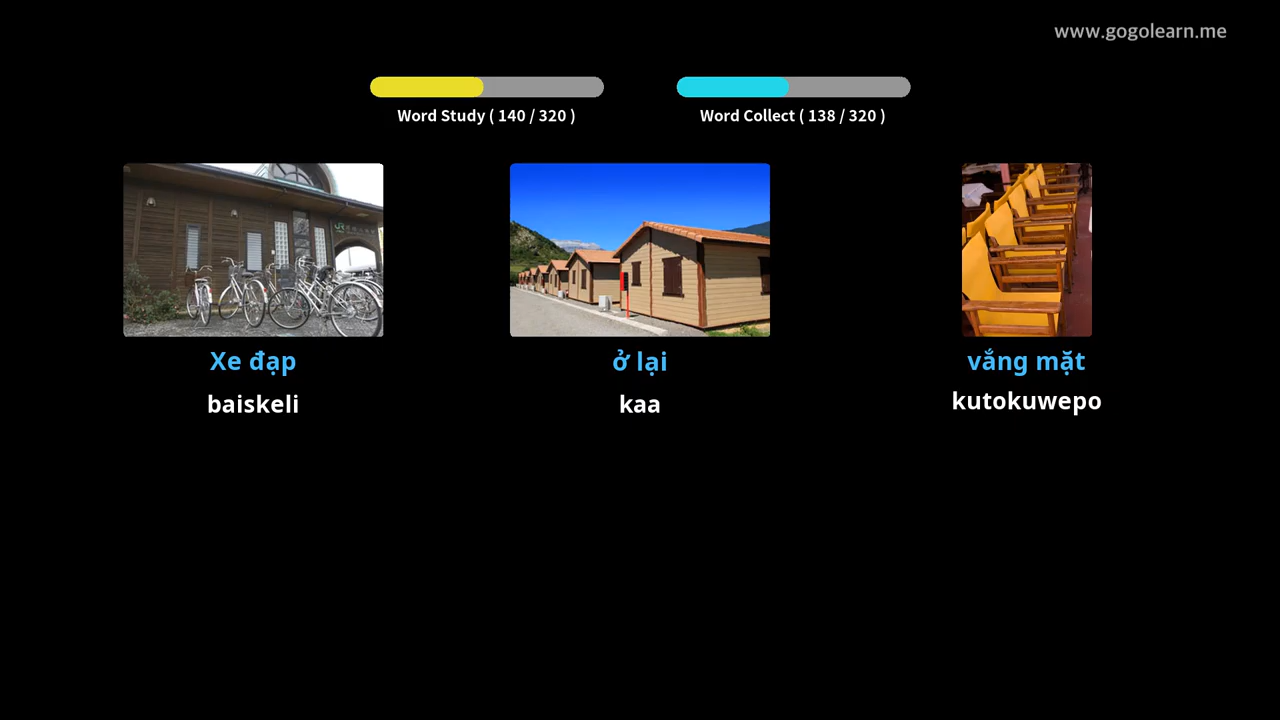 www.gogolearn.me
Word Study ( 140 / 320 )
Word Collect ( 138 / 320 )
JR
Xe đạp
ở lại
vắng mặt
baiskeli
kaa
kutokuwepo